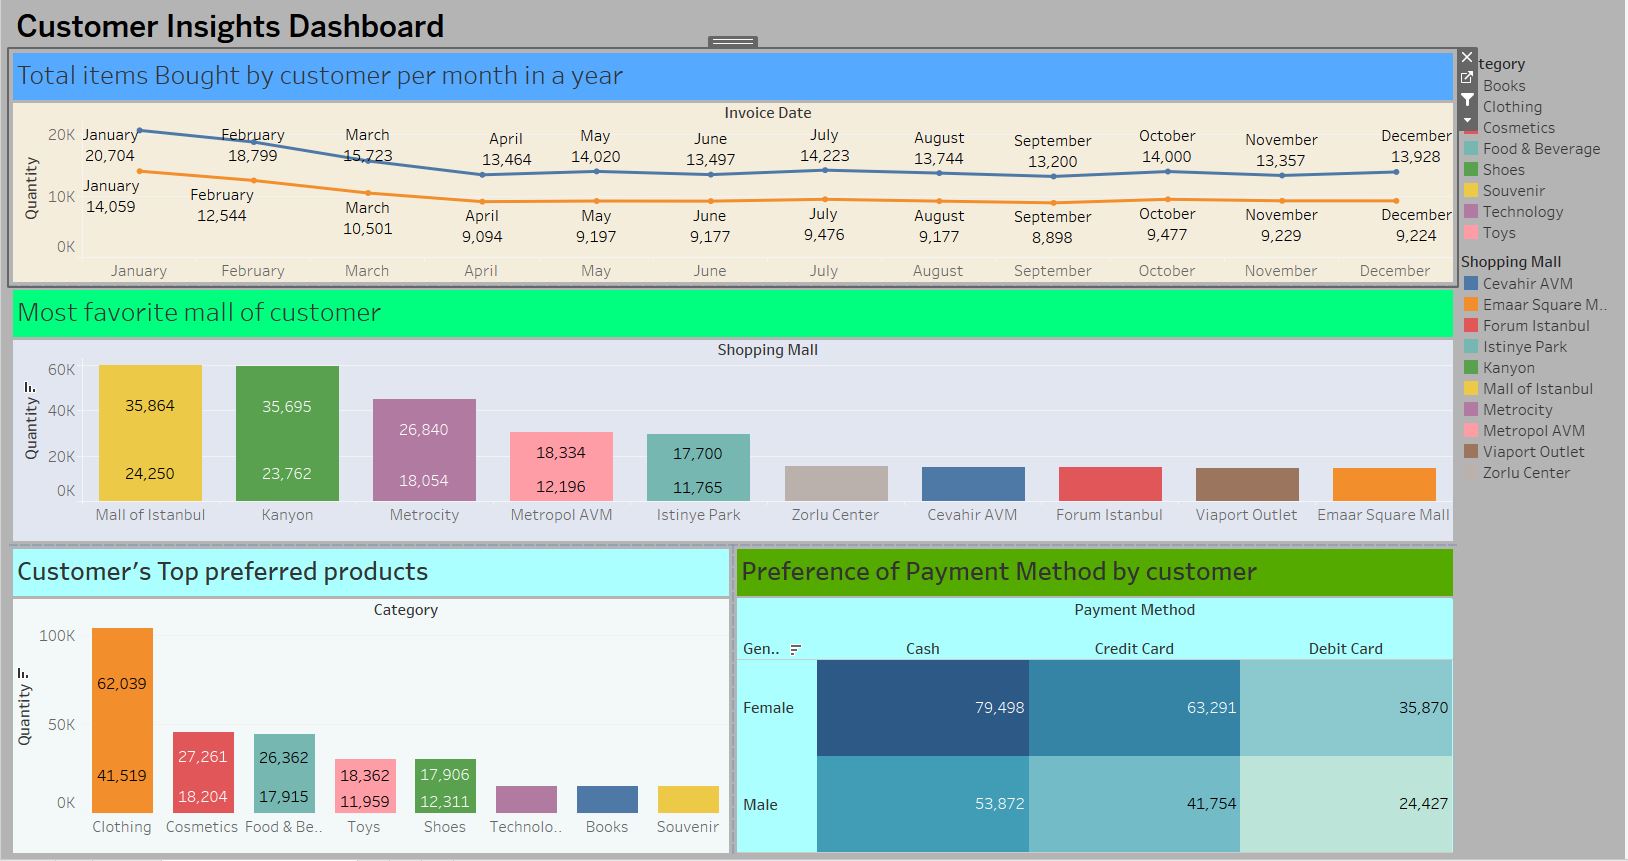 Customer Insights Dashboard
Total items Bought by customer per month in a year
Invoice Date
Quantity
20K
10K
0K
January
20,704
February
18,799
March
15,723
April
13,464
May
14,020
June
13,497
July
14,223
August
13,744
September
13,200
October
14,000
November
13,357
December
13,928
January
14,059
February
12,544
March
10,501
April
9,094
May
9,197
June
9,177
July
9,476
August
9,177
September
8,898
October
9,477
November
9,229
December
9,224
January February March April May June July August September October November December
tegory
Books
Clothing
Cosmetics
Food & Beverage
Shoes
Souvenir
Technology
Toys
Shopping Mall
Cevahir AVM
Emaar Square M..
Forum Istanbul
Istinye Park
Kanyon
Mall of Istanbul
Metrocity
Metropol AVM
Viaport Outlet
Zorlu Center
Most favorite mall of customer
Shopping Mall
Quantity
60K
40K
20K
0K
35,864
24,250
35,695
23,762
26,840
18,054
18,334
12,196
17,700
11,765
Mall of Istanbul Kanyon Metrocity Metropol AVM Istinye Park Zorlu Center Cevahir AVM Forum Istanbul Viaport Outlet Emaar Square Mall
Customer's Top preferred products
Category
Quantity
100K
50K
0K
62,039
41,519
27,261
18,204
26,362
17,915
18,362
11,959
17,906
12,311
Clothing Cosmetics Food & Be.. Toys Shoes Technolo.. Books Souvenir
Preference of Payment Method by customer
Payment Method
Gen.. Cash Credit Card Debit Card
Female 79,498 63,291 35,870
Male 53,872 41,754 24,427